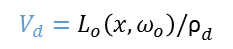 V_d = L_o(x, ω_o)/ρ_d